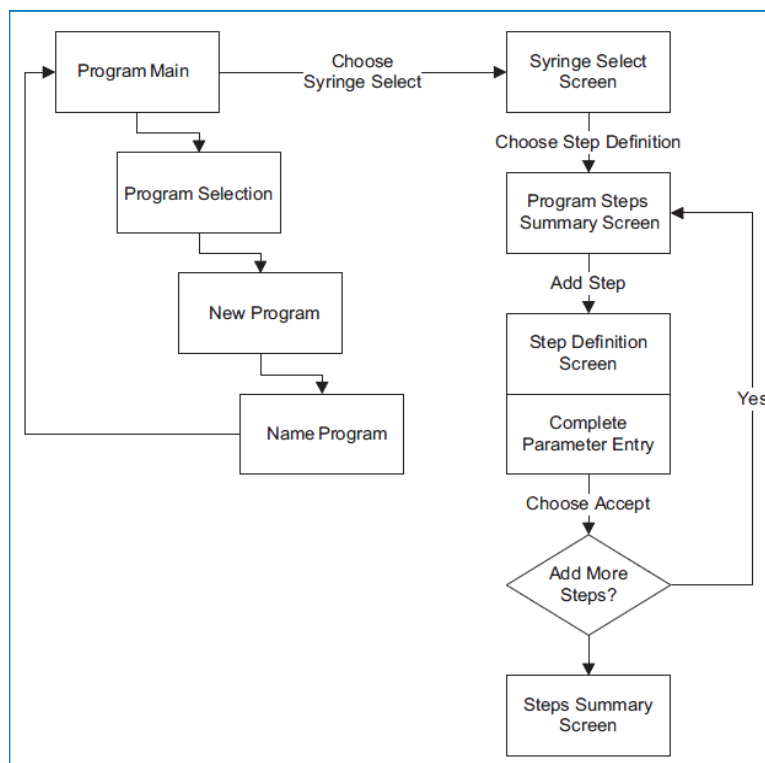 Program Main
Choose
Syringe Select
Syringe Select
Screen
Choose Step Definition
Program Selection
Program Steps
Summary Screen
Add Step
New Program
Step Definition
Screen
Name Program
Complete
Parameter Entry
Yes
Choose Accept
Add More
Steps?
Steps Summary
Screen